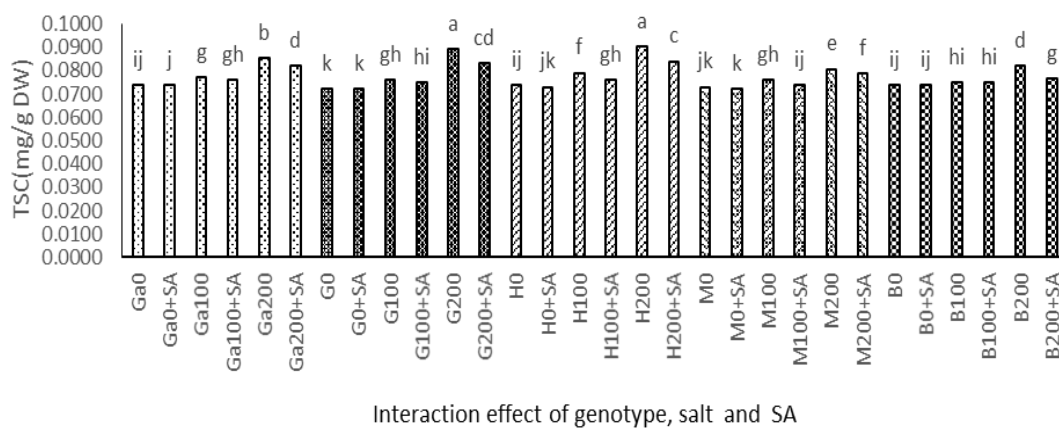 TSC(mg/g DW)
0.1000
0.0900
0.0800
0.0700
0.0600
0.0500
0.0400
0.0300
0.0200
0.0100
0.0000
ij j g gh b d k k gh hi a cd ij jk f gh a c jk k gh ij e f ij ij hi hi d g
Ga0
Ga0+SA
Ga100
Ga100+SA
Ga200
Ga200+SA
G0
G0+SA
G100
G100+SA
G200
G200+SA
H0
H0+SA
H100
H100+SA
H200
H200+SA
M0
M0+SA
M100
M100+SA
M200
M200+SA
B0
B0+SA
B100
B100+SA
B200
B200+SA
Interaction effect of genotype, salt and SA